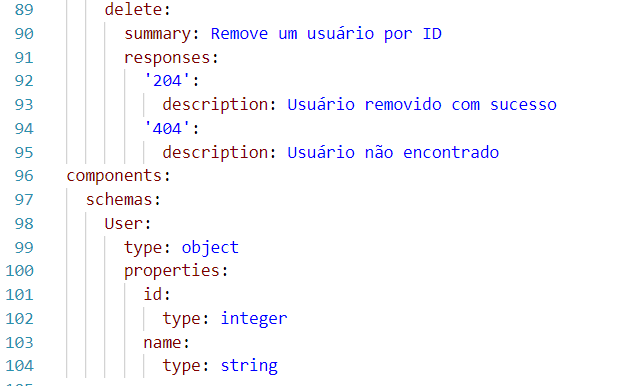 89 delete:
90 summary: Remove um usuário por ID
91 responses:
92 '204':
93 description: Usuário removido com sucesso
94 '404':
95 description: Usuário não encontrado
96 components:
97 schemas:
98 User:
99 type: object
100 properties:
101 id:
102 type: integer
103 name:
104 type: string